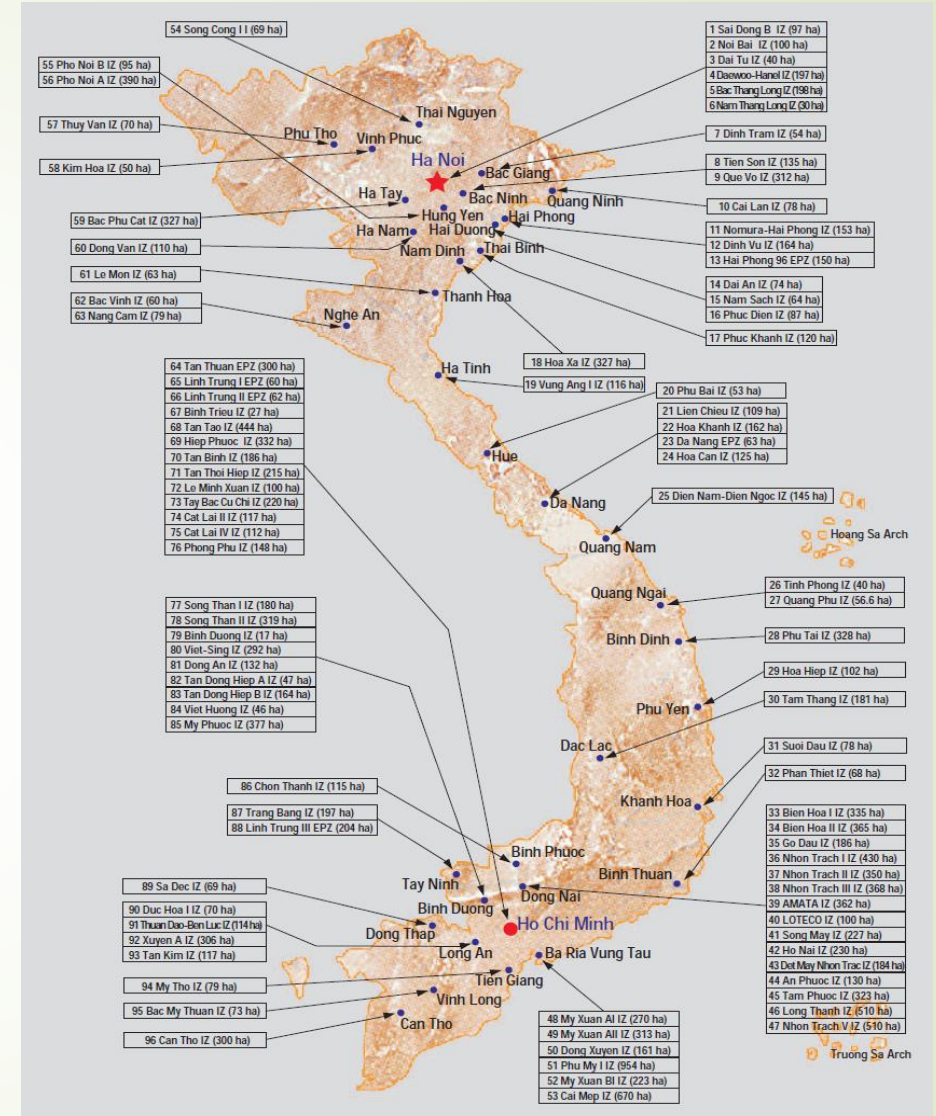 54 Song Cong I I (69 ha)
55 Pho Noi B IZ (95 ha)
56 Pho Noi A IZ (390 ha)
57 Thuy Van IZ (70 ha)
58 Kim Hoa IZ (50 ha)
59 Bac Phu Cat IZ (327 ha)
60 Dong Van IZ (110 ha)
61 Le Mon IZ (63 ha)
62 Bac Vinh IZ (60 ha)
63 Nang Cam IZ (79 ha)
1 Sai Dong B IZ (97 ha)
2 Noi Bai IZ (100 ha)
3 Dai Tu IZ (40 ha)
4 Daewoo-Hanel IZ (197 ha)
5 Bac Thang Long IZ (198 ha)
6 Nam Thang Long IZ (30 ha)
7 Dinh Tram IZ (54 ha)
8 Tien Son IZ (135 ha)
9 Que Vo IZ (312 ha)
10 Cai Lan IZ (78 ha)
11 Nomura-Hai Phong IZ (153 ha)
12 Dinh Vu IZ (164 ha)
13 Hai Phong 96 EPZ (150 ha)
14 Dai An IZ (74 ha)
15 Nam Sach IZ (64 ha)
16 Phuc Dien IZ (87 ha)
17 Phuc Khanh IZ (120 ha)
Thai Nguyen
Phu Tho
Vinh Phuc
Ha Noi
Bac Giang
Ha Tay
Bac Ninh
Quang Ninh
Hung Yen
Hai Phong
Ha Nam
Hai Duong
Nam Dinh
Thai Binh
Thanh Hoa
Nghe An
18 Hoa Xa IZ (327 ha)
Ha Tinh
19 Vung Ang I IZ (116 ha)
64 Tan Thuan EPZ (300 ha)
65 Linh Trung I EPZ (60 ha)
66 Linh Trung II EPZ (62 ha)
67 Binh Trieu IZ (27 ha)
68 Tan Tao IZ (444 ha)
69 Hiep Phuoc IZ (332 ha)
70 Tan Binh IZ (186 ha)
71 Tan Thoi Hiep IZ (215 ha)
72 Le Minh Xuan IZ (100 ha)
73 Tay Bac Cu Chi IZ (220 ha)
74 Cat Lai II IZ (117 ha)
75 Cat Lai IV IZ (112 ha)
76 Phong Phu IZ (148 ha)
20 Phu Bai IZ (53 ha)
21 Lien Chieu IZ (109 ha)
22 Hoa Khanh IZ (162 ha)
23 Da Nang EPZ (63 ha)
24 Hoa Can IZ (125 ha)
Hue
Da Nang
25 Dien Nam-Dien Ngoc IZ (145 ha)
Quang Nam
Hoang Sa Arch
77 Song Than I IZ (180 ha)
78 Song Than II IZ (319 ha)
79 Binh Duong IZ (17 ha)
80 Viet-Sing IZ (292 ha)
81 Dong An IZ (132 ha)
82 Tan Dong Hiep A IZ (47 ha)
83 Tan Dong Hiep B IZ (164 ha)
84 Viet Huong IZ (46 ha)
85 My Phuoc IZ (377 ha)
Quang Ngai
26 Tinh Phong IZ (40 ha)
27 Quang Phu IZ (56.6 ha)
Binh Dinh
28 Phu Tai IZ (328 ha)
29 Hoa Hiep IZ (102 ha)
30 Tam Thang IZ (181 ha)
Phu Yen
Dac Lac
31 Suoi Dau IZ (78 ha)
32 Phan Thiet IZ (68 ha)
Khanh Hoa
86 Chon Thanh IZ (115 ha)
87 Trang Bang IZ (197 ha)
88 Linh Trung III EPZ (204 ha)
33 Bien Hoa I IZ (335 ha)
34 Bien Hoa II IZ (365 ha)
35 Go Dau IZ (186 ha)
36 Nhon Trach I IZ (430 ha)
37 Nhon Trach II IZ (350 ha)
38 Nhon Trach III IZ (368 ha)
39 AMATA IZ (362 ha)
40 LOTECO IZ (100 ha)
41 Song May IZ (227 ha)
42 Ho Nai IZ (230 ha)
43 Det May Nhon Trac IZ (184 ha)
44 An Phuoc IZ (130 ha)
45 Tam Phuoc IZ (323 ha)
46 Long Thanh IZ (510 ha)
47 Nhon Trach V IZ (510 ha)
Binh Phuoc
Tay Ninh
Binh Thuan
Dong Nai
Binh Duong
89 Sa Dec IZ (69 ha)
90 Duc Hoa I IZ (70 ha)
91 Thuan Dao-Ben Luc IZ (114 ha)
92 Xuyen A IZ (306 ha)
93 Tan Kim IZ (117 ha)
Ho Chi Minh
Dong Thap
Long An
Ba Ria Vung Tau
94 My Tho IZ (79 ha)
Tien Giang
95 Bac My Thuan IZ (73 ha)
Vinh Long
96 Can Tho IZ (300 ha)
Can Tho
48 My Xuan AI IZ (270 ha)
49 My Xuan AII IZ (313 ha)
50 Dong Xuyen IZ (161 ha)
51 Phu My I IZ (954 ha)
52 My Xuan BI IZ (223 ha)
53 Cai Mep IZ (670 ha)
Truong Sa Arch